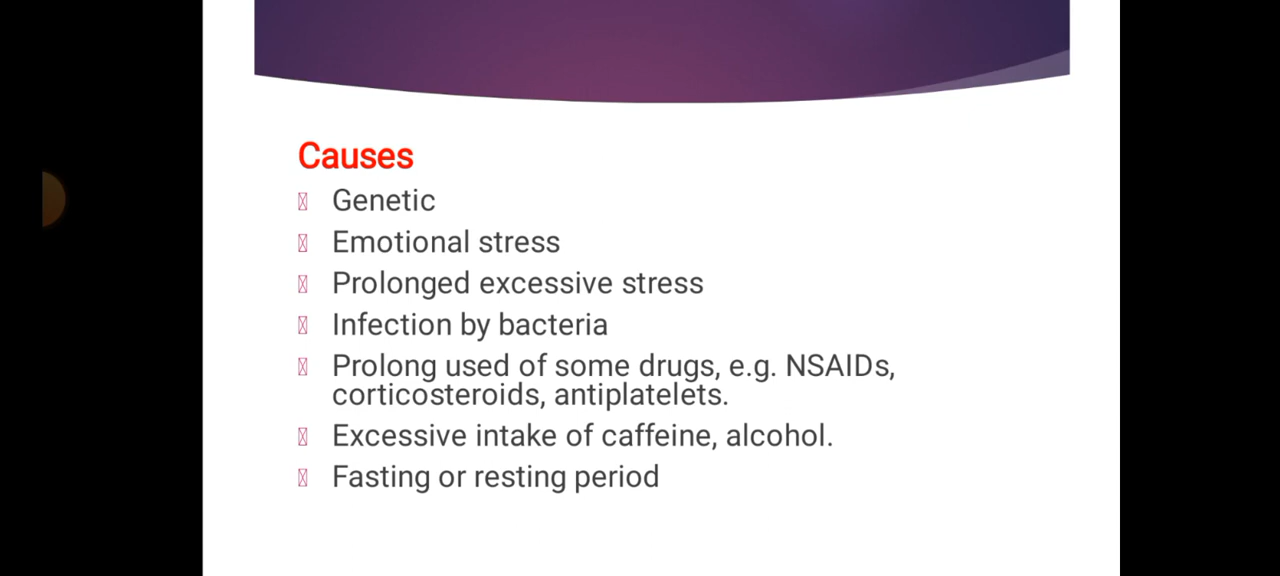 Causes
Genetic
Emotional stress
Prolonged excessive stress
Infection by bacteria
Prolong used of some drugs, e.g. NSAIDs,
corticosteroids, antiplatelets.
Excessive intake of caffeine, alcohol.
Fasting or resting period